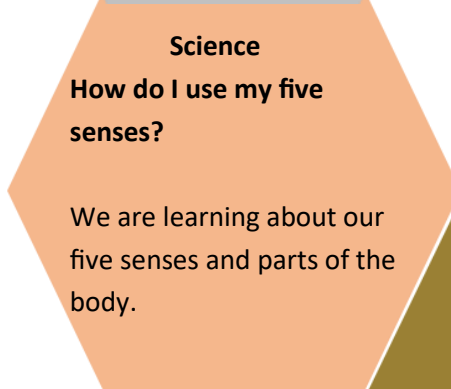 Science
How do I use my five
senses?
We are learning about our
five senses and parts of the
body.